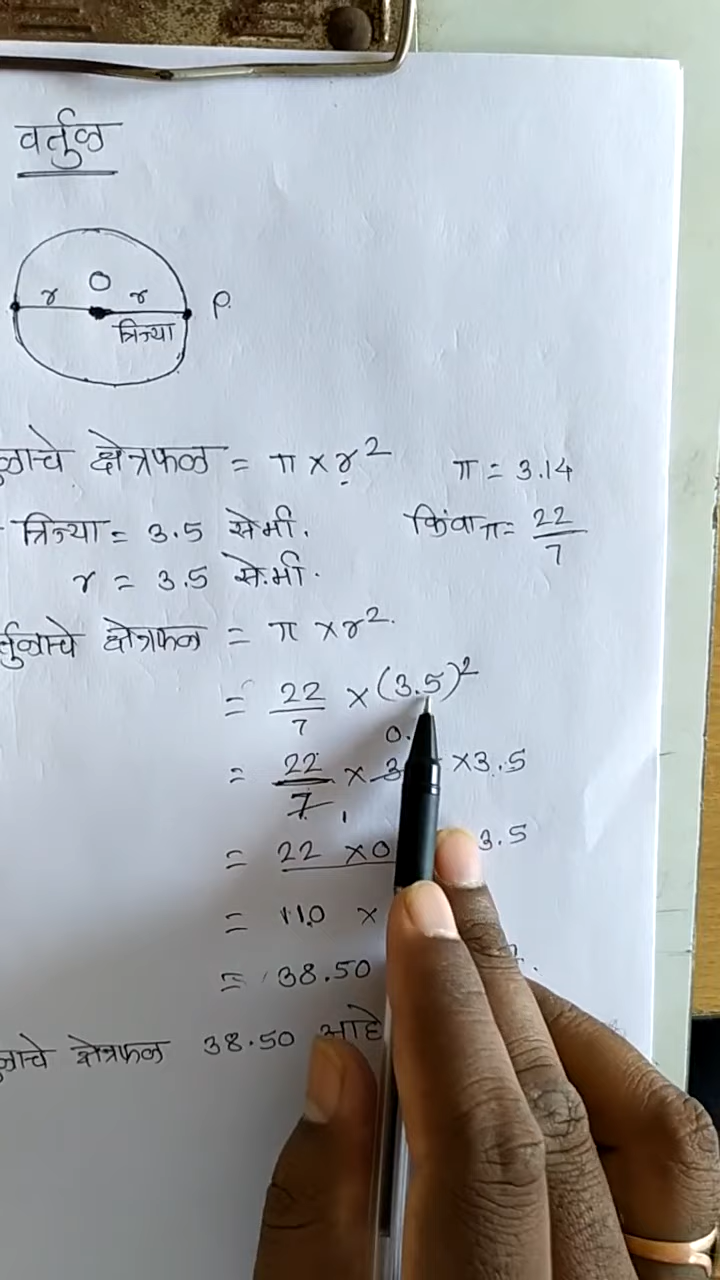 वर्तुळ
O
r r P.
त्रिज्या
क्षेत्रफळ = π × r² π = 3.14
त्रिज्या = 3.5 सेमी. किंवा π = 22/7
r = 3.5 से.मी.
क्षेत्रफळ = π × r².
= 22/7 × (3.5)²
0.
= 22/7 × 3 × 3.5
1
= 22 × 0 3.5
= 11.0 ×
= 38.50
क्षेत्रफळ 38.50 आहे